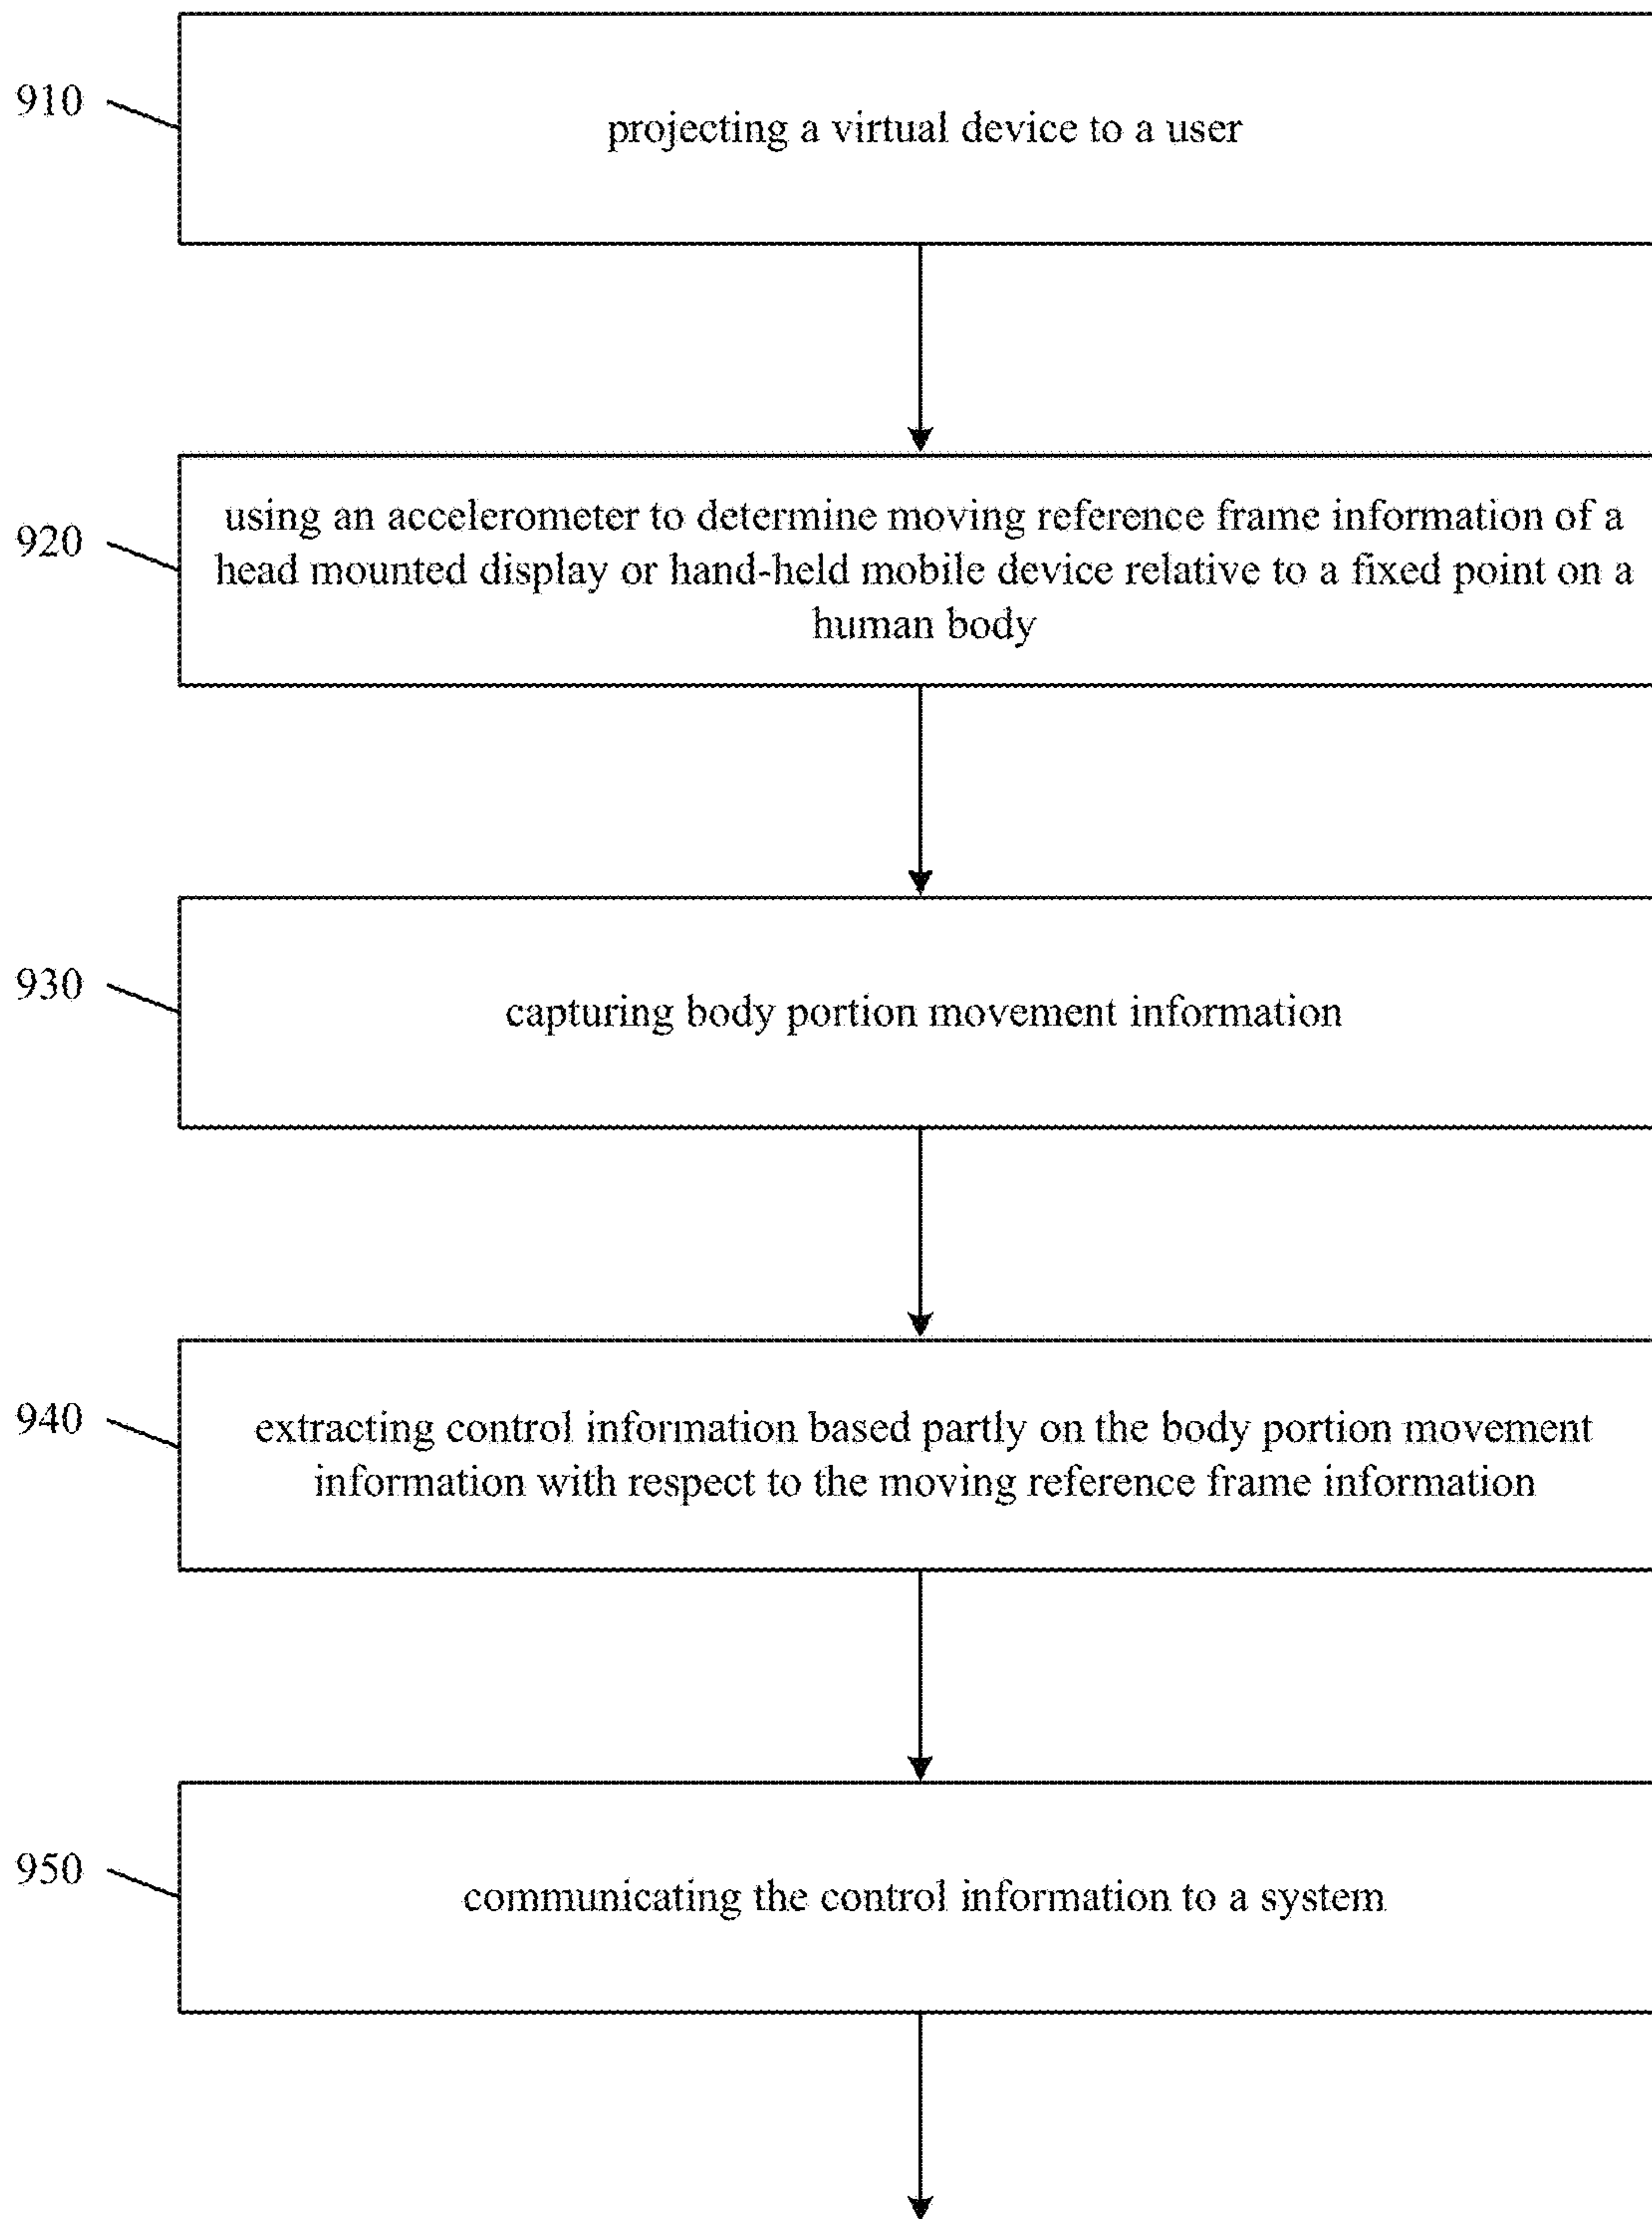 910
projecting a virtual device to a user
920
using an accelerometer to determine moving reference frame information of a
head mounted display or hand-held mobile device relative to a fixed point on a
human body
930
capturing body portion movement information
940
extracting control information based partly on the body portion movement
information with respect to the moving reference frame information
950
communicating the control information to a system